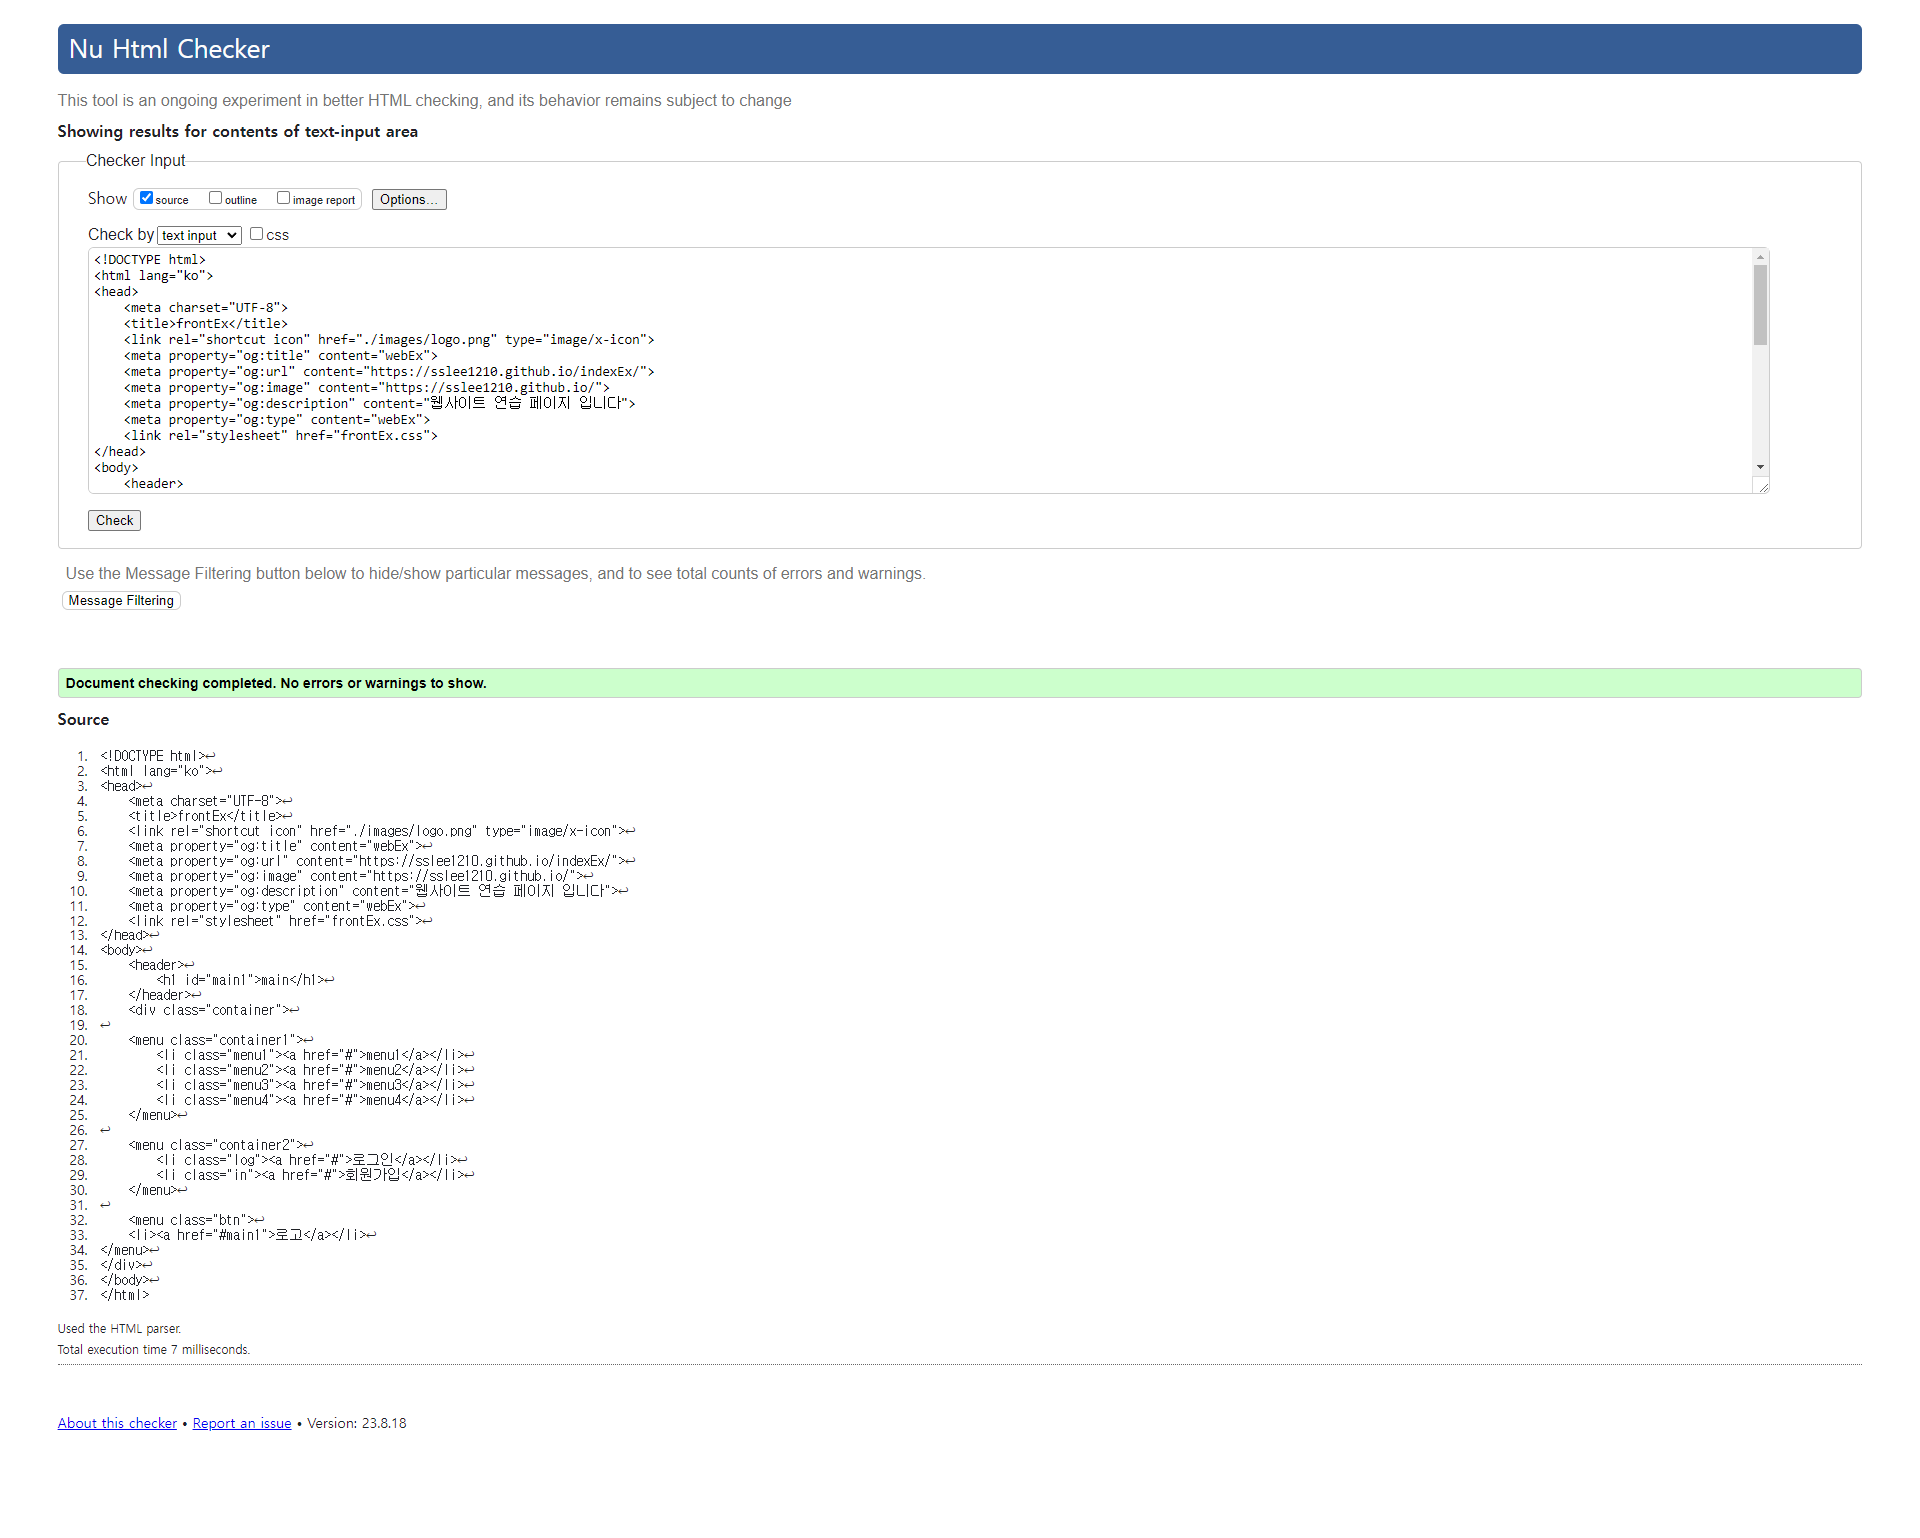 Nu Html Checker
This tool is an ongoing experiment in better HTML checking, and its behavior remains subject to change
Showing results for contents of text-input area
Checker Input
Show source outline image report Options...
Check by text input css
<!DOCTYPE html>
<html lang="ko">
<head>
    <meta charset="UTF-8">
    <title>frontEx</title>
    <link rel="shortcut icon" href="./images/logo.png" type="image/x-icon">
    <meta property="og:title" content="webEx">
    <meta property="og:url" content="https://sslee1210.github.io/indexEx/">
    <meta property="og:image" content="https://sslee1210.github.io/">
    <meta property="og:description" content="웹사이트 연습 페이지 입니다">
    <meta property="og:type" content="webEx">
    <link rel="stylesheet" href="frontEx.css">
</head>
<body>
    <header>
Check
Use the Message Filtering button below to hide/show particular messages, and to see total counts of errors and warnings.
Message Filtering
Document checking completed. No errors or warnings to show.
Source
1. <!DOCTYPE html>↩
2. <html lang="ko">↩
3. <head>↩
4.     <meta charset="UTF-8">↩
5.     <title>frontEx</title>↩
6.     <link rel="shortcut icon" href="./images/logo.png" type="image/x-icon">↩
7.     <meta property="og:title" content="webEx">↩
8.     <meta property="og:url" content="https://sslee1210.github.io/indexEx/">↩
9.     <meta property="og:image" content="https://sslee1210.github.io/">↩
10.     <meta property="og:description" content="웹사이트 연습 페이지 입니다">↩
11.     <meta property="og:type" content="webEx">↩
12.     <link rel="stylesheet" href="frontEx.css">↩
13. </head>↩
14. <body>↩
15.     <header>↩
16.         <h1 id="main1">main</h1>↩
17.     </header>↩
18.     <div class="container">↩
19. ↩
20.     <menu class="container1">↩
21.         <li class="menu1"><a href="#">menu1</a></li>↩
22.         <li class="menu2"><a href="#">menu2</a></li>↩
23.         <li class="menu3"><a href="#">menu3</a></li>↩
24.         <li class="menu4"><a href="#">menu4</a></li>↩
25.     </menu>↩
26. ↩
27.     <menu class="container2">↩
28.         <li class="log"><a href="#">로그인</a></li>↩
29.         <li class="in"><a href="#">회원가입</a></li>↩
30.     </menu>↩
31. ↩
32.     <menu class="btn">↩
33.     <li><a href="#main1">로고</a></li>↩
34. </menu>↩
35. </div>↩
36. </body>↩
37. </html>
Used the HTML parser.
Total execution time 7 milliseconds.
About this checker • Report an issue • Version: 23.8.18